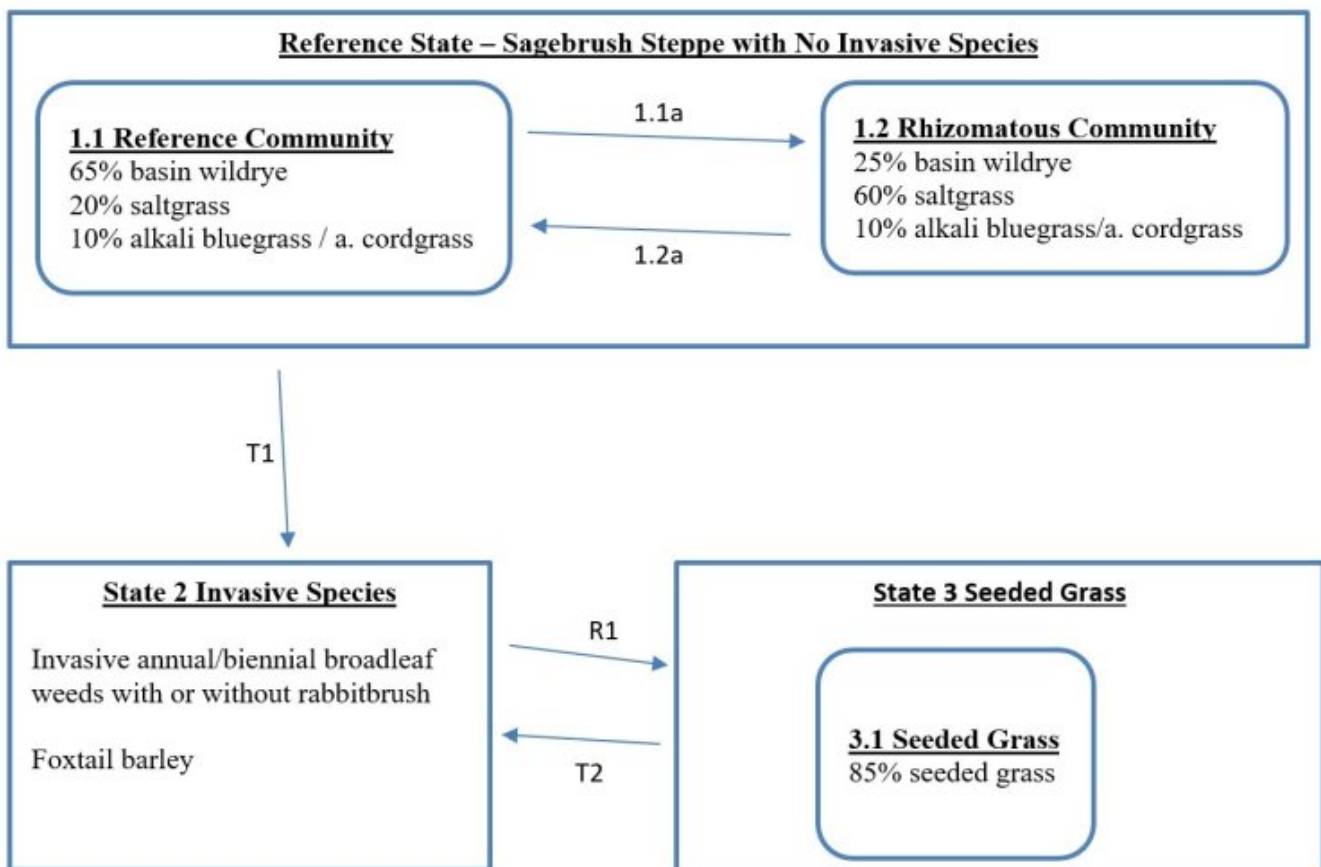 Reference State – Sagebrush Steppe with No Invasive Species
1.1 Reference Community
65% basin wildrye
20% saltgrass
10% alkali bluegrass / a. cordgrass
1.1a
1.2a
1.2 Rhizomatous Community
25% basin wildrye
60% saltgrass
10% alkali bluegrass/a. cordgrass
T1
State 2 Invasive Species
Invasive annual/biennial broadleaf
weeds with or without rabbitbrush
Foxtail barley
R1
T2
State 3 Seeded Grass
3.1 Seeded Grass
85% seeded grass